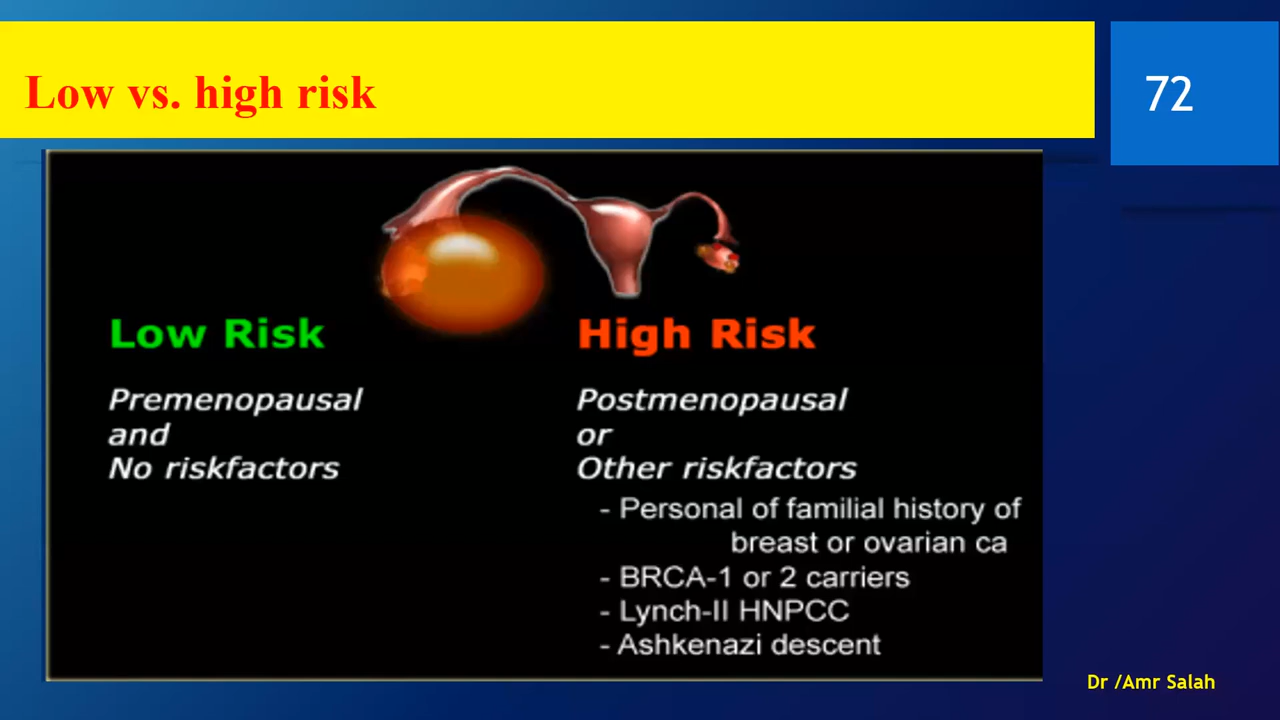 Low vs. high risk
72
Low Risk
Premenopausal
and
No riskfactors
High Risk
Postmenopausal
or
Other riskfactors
- Personal of familial history of
breast or ovarian ca
- BRCA-1 or 2 carriers
- Lynch-II HNPCC
- Ashkenazi descent
Dr /Amr Salah